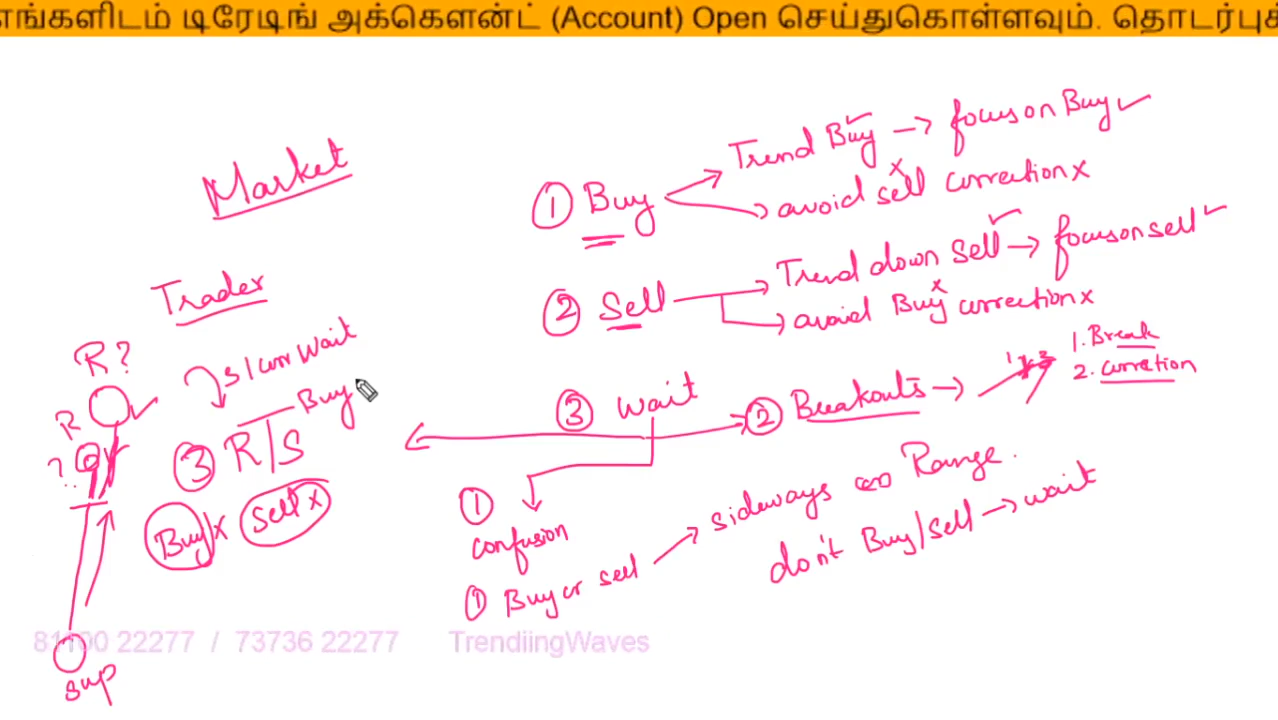 ளங்களிடம் டிரேடிங் அக்கௌன்ட் (Account) Open செய்துகொள்ளவும். தொடர்புக்
Market
① Buy
Trend Buy → focus on Buy ✓
avoid sell correction x
Trader
② Sell
Trend down Sell → focus on sell ✓
avoid Buy correction x
R?
S/corr Wait
Buy
R
③ R/S
?
Buy/x Sell x
③ wait
② Breakouts →
1. Break
2. correction
①
confusion
① Buy or sell
sideways or Range.
don't Buy/sell → wait
81100 22277 / 73736 22277 TrendiingWaves
sup